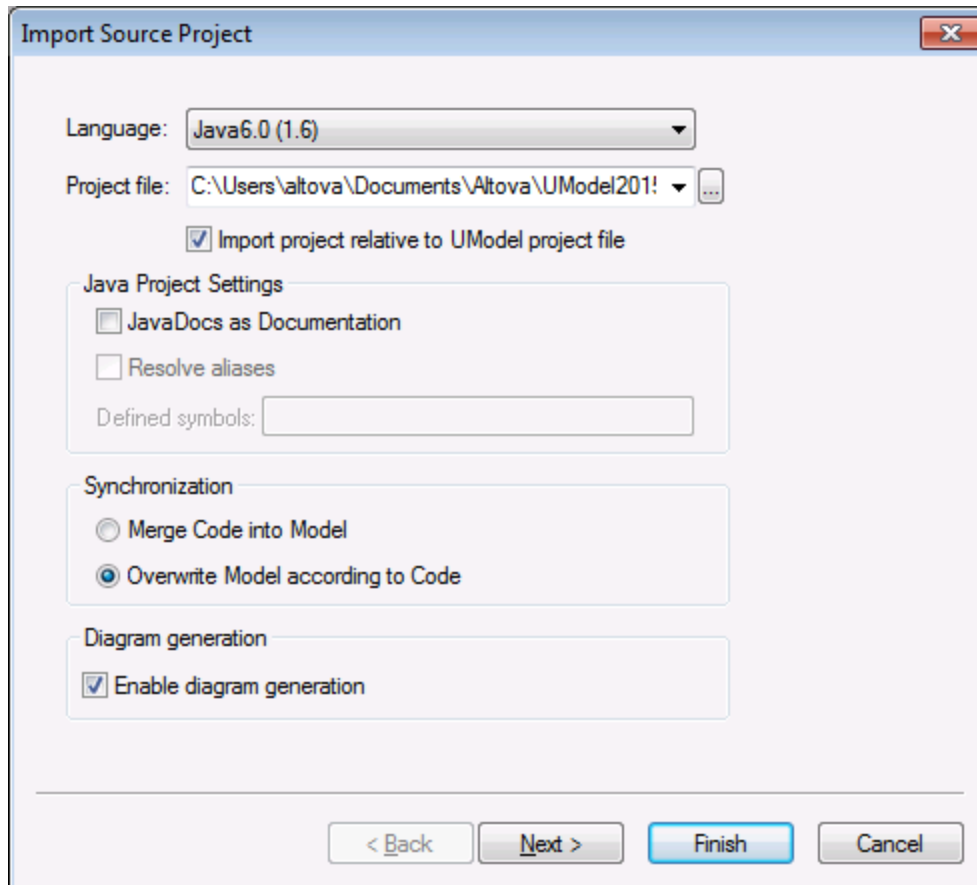 Import Source Project
Language: Java6.0 (1.6)
Project file: C:\Users\altova\Documents\Altova\UModel2015 ...
Import project relative to UModel project file
Java Project Settings
JavaDocs as Documentation
Resolve aliases
Defined symbols:
Synchronization
Merge Code into Model
Overwrite Model according to Code
Diagram generation
Enable diagram generation
< Back Next > Finish Cancel